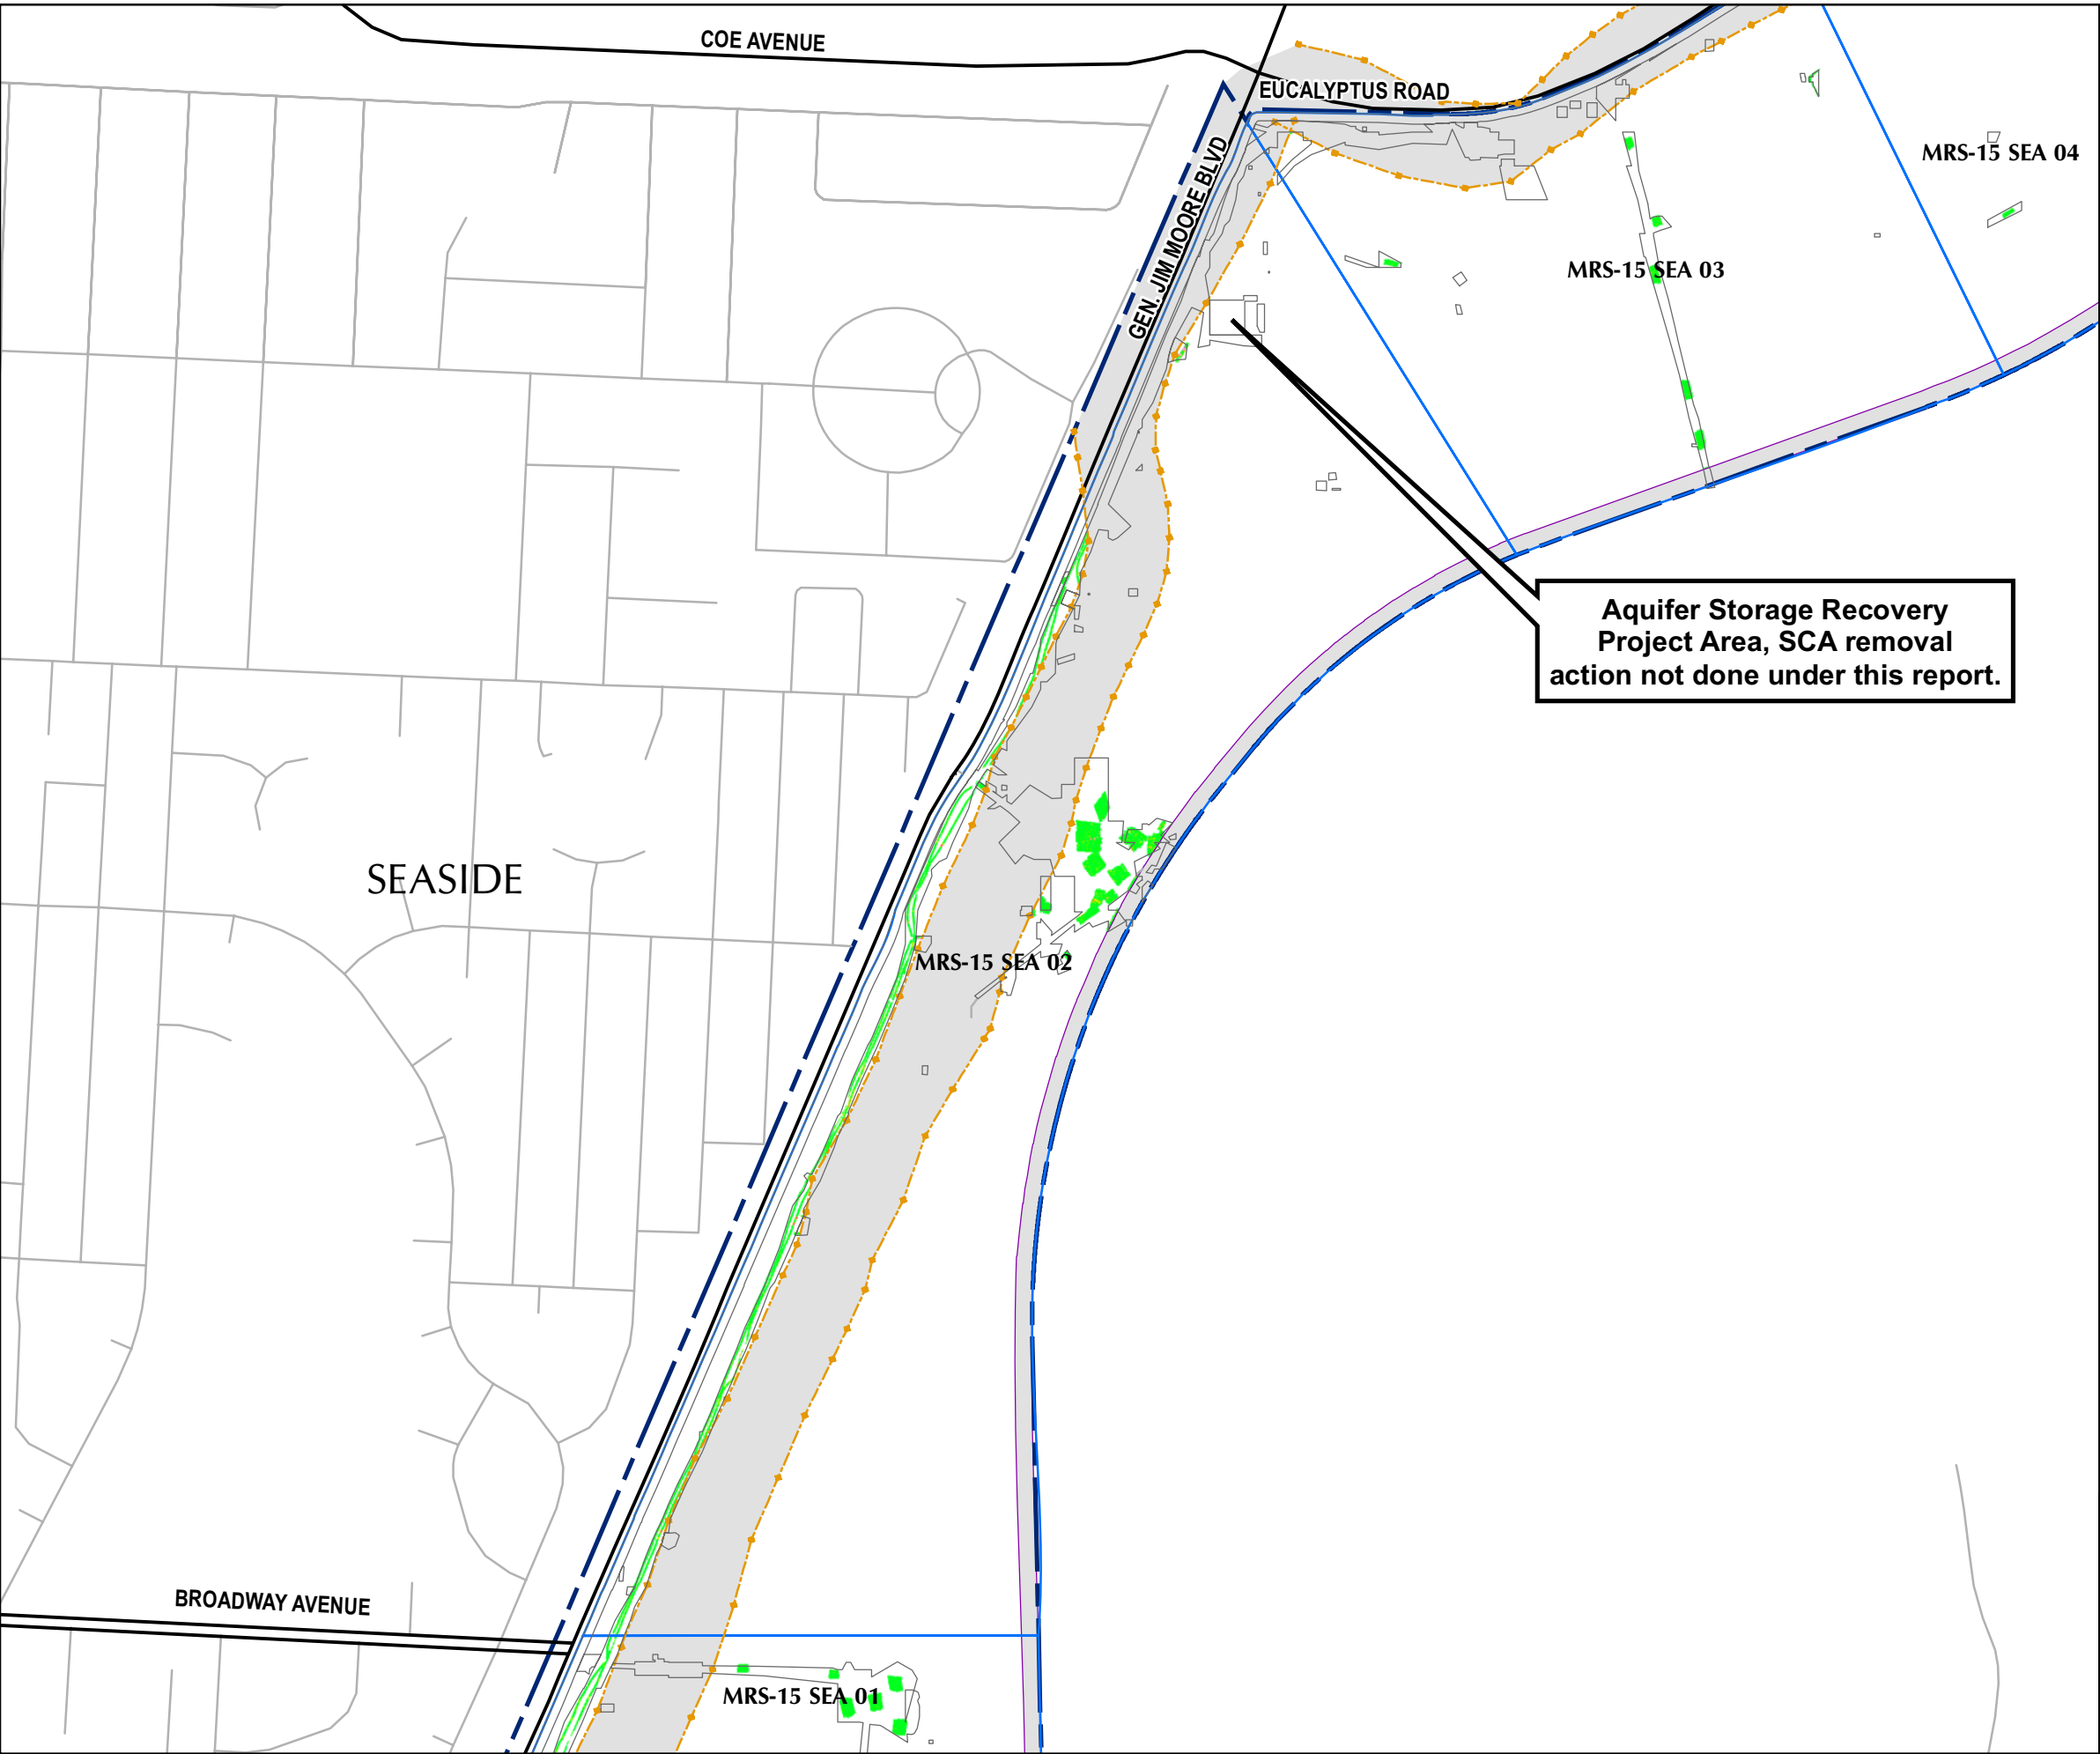 COE AVENUE
EUCALYPTUS ROAD
GEN. JIM MOORE BLVD
MRS-15 SEA 04
MRS-15 SEA 03
Aquifer Storage Recovery
Project Area, SCA removal
action not done under this report.
SEASIDE
MRS-15 SEA 02
BROADWAY AVENUE
MRS-15 SEA 01